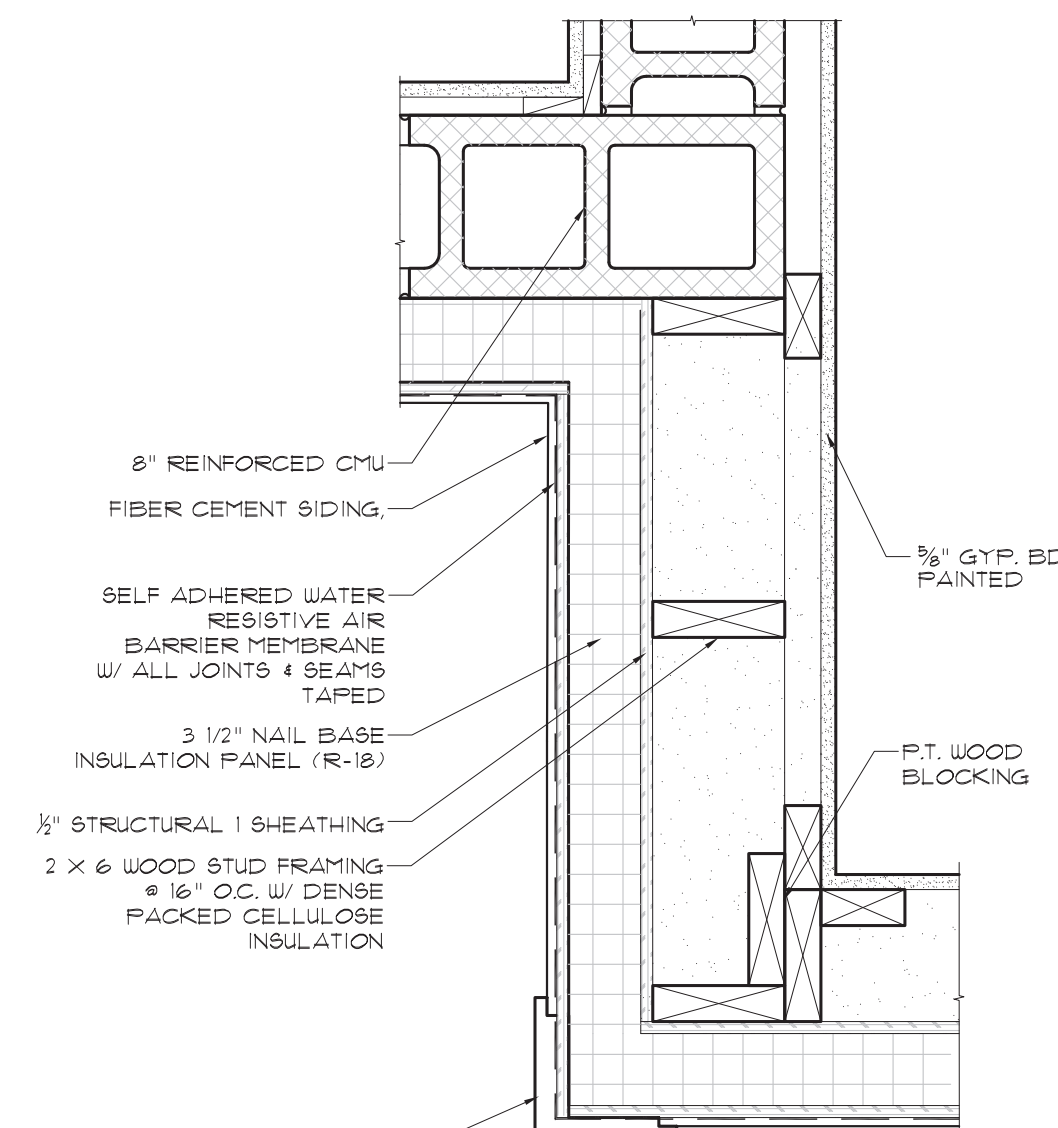 8" REINFORCED CMU
FIBER CEMENT SIDING,
SELF ADHERED WATER
RESISTIVE AIR
BARRIER MEMBRANE
W/ ALL JOINTS & SEAMS
TAPED
3 1/2" NAIL BASE
INSULATION PANEL (R-18)
½" STRUCTURAL 1 SHEATHING
2 X 6 WOOD STUD FRAMING
@ 16" O.C. W/ DENSE
PACKED CELLULOSE
INSULATION
⅝" GYP. BD
PAINTED
P.T. WOOD
BLOCKING